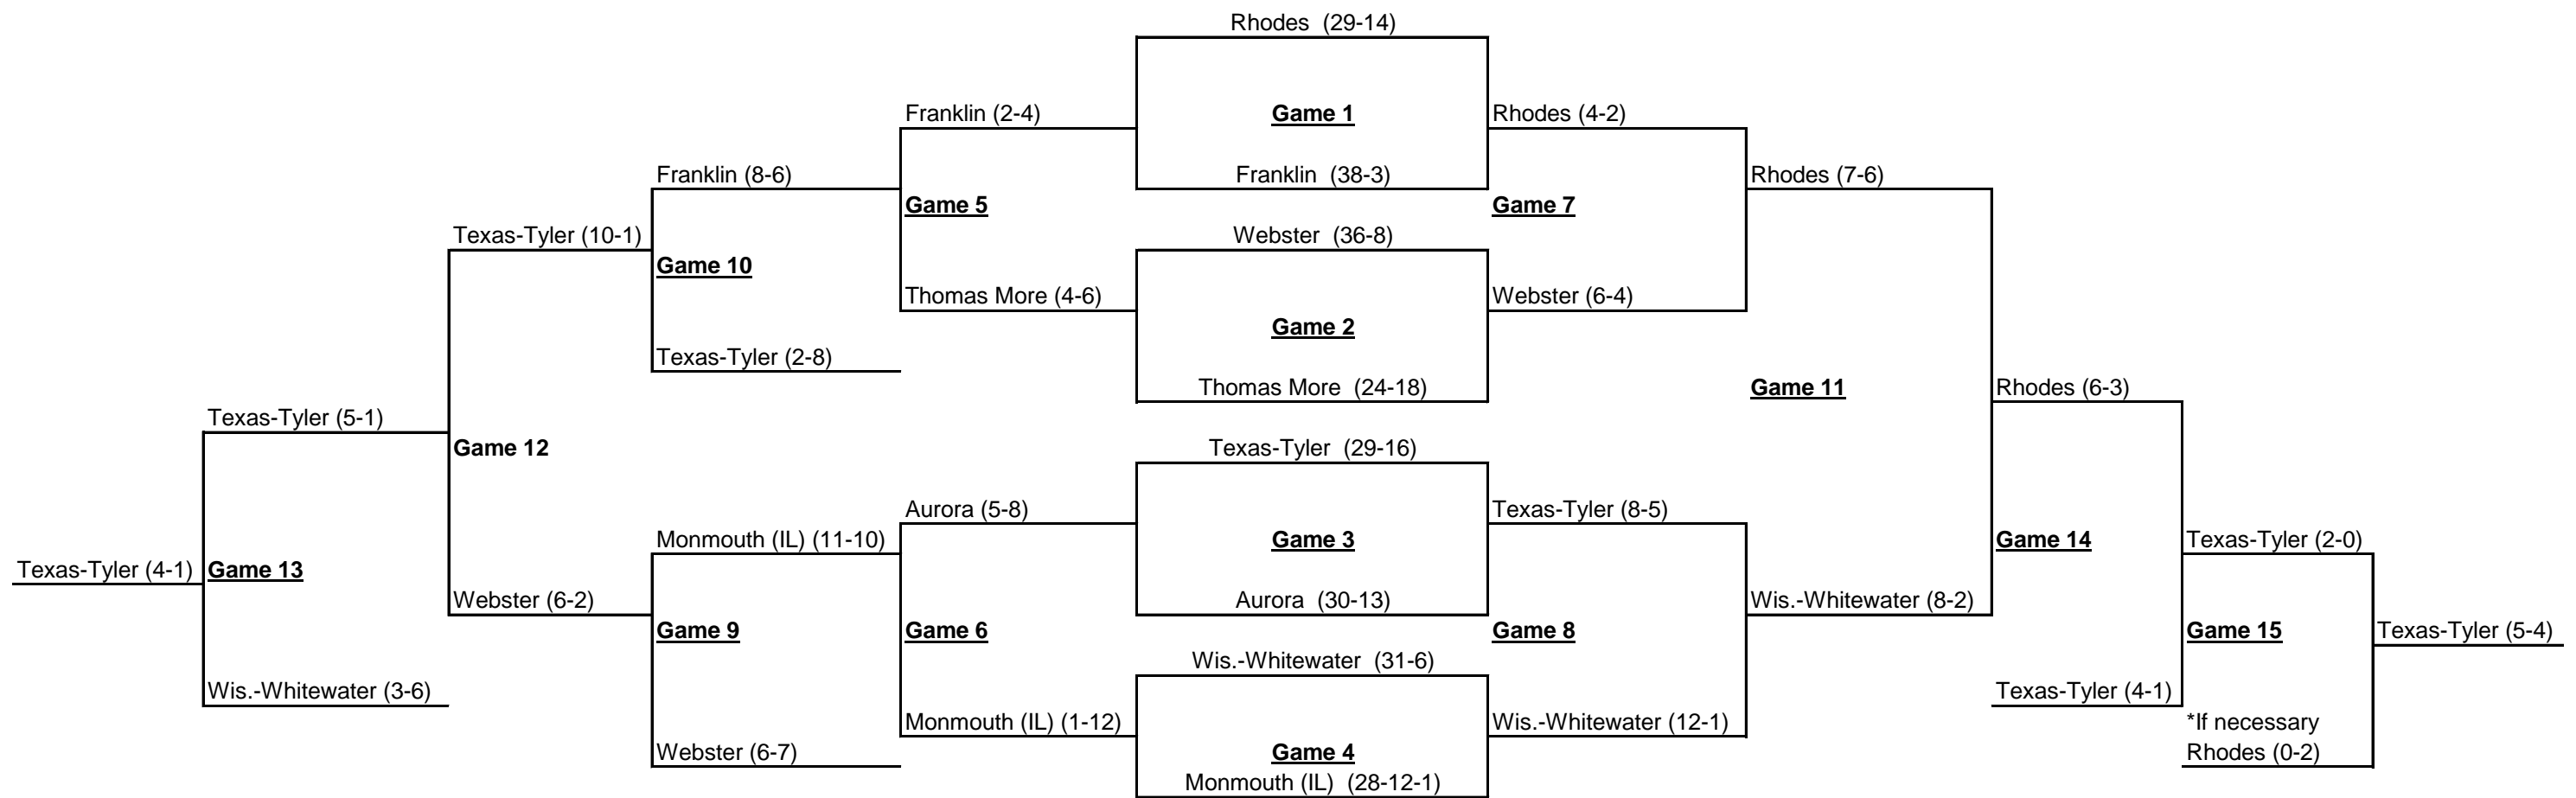 Rhodes  (29-14)
Franklin (2-4)
Game 1
Rhodes (4-2)
Franklin (8-6)
Franklin  (38-3)
Rhodes (7-6)
Game 5
Game 7
Texas-Tyler (10-1)
Webster  (36-8)
Game 10
Thomas More (4-6)
Webster (6-4)
Game 2
Texas-Tyler (2-8)
Thomas More  (24-18)
Game 11
Rhodes (6-3)
Texas-Tyler (5-1)
Game 12
Texas-Tyler  (29-16)
Aurora (5-8)
Texas-Tyler (8-5)
Monmouth (IL) (11-10)
Game 3
Game 14
Texas-Tyler (2-0)
Texas-Tyler (4-1)
Game 13
Webster (6-2)
Aurora  (30-13)
Wis.-Whitewater (8-2)
Game 9
Game 6
Game 8
Game 15
Texas-Tyler (5-4)
Wis.-Whitewater  (31-6)
Wis.-Whitewater (3-6)
Texas-Tyler (4-1)
Monmouth (IL) (1-12)
Wis.-Whitewater (12-1)
*If necessary
Webster (6-7)
Game 4
Rhodes (0-2)
Monmouth (IL)  (28-12-1)